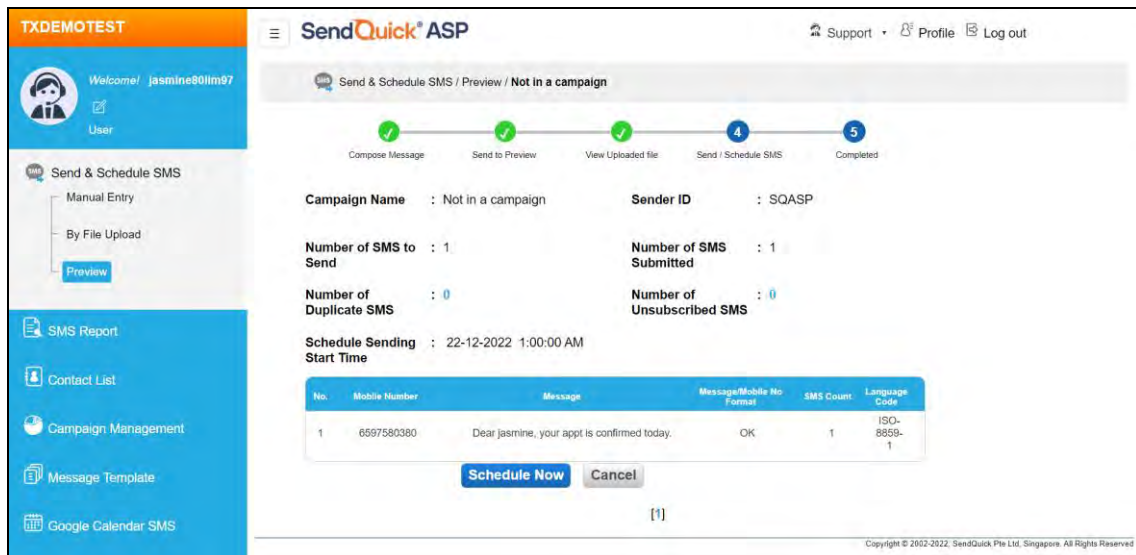 TXDEMOTEST
SendQuick® ASP
Support
Profile
Log out
Welcome! jasmine80lim97
User
Send & Schedule SMS / Preview / Not in a campaign
4
5
Compose Message
Send to Preview
View Uploaded file
Send / Schedule SMS
Completed
Send & Schedule SMS
Manual Entry
By File Upload
Preview
SMS Report
Contact List
Campaign Management
Message Template
Google Calendar SMS
Campaign Name : Not in a campaign
Sender ID : SQASP
Number of SMS to : 1
Send
Number of SMS : 1
Submitted
Number of : 0
Duplicate SMS
Number of : 0
Unsubscribed SMS
Schedule Sending : 22-12-2022 1:00:00 AM
Start Time
No. Mobile Number Message Message/Mobile No Format SMS Count Language Code
1 6597580380 Dear jasmine, your appt is confirmed today. OK 1 ISO-8859-1
Schedule Now Cancel
[1]
Copyright © 2002-2022, SendQuick Pte Ltd, Singapore. All Rights Reserved